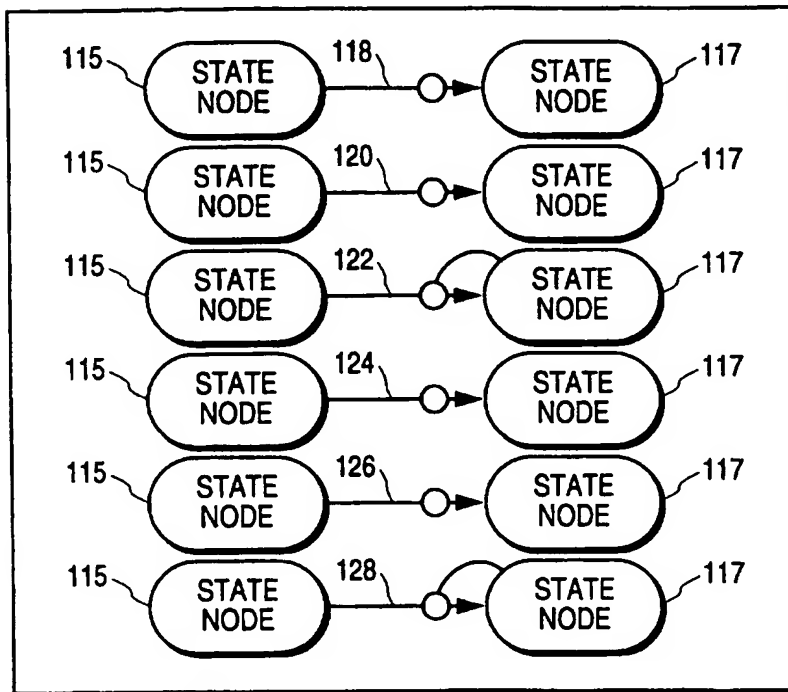 115 STATE NODE 118 STATE NODE 117
115 STATE NODE 120 STATE NODE 117
115 STATE NODE 122 STATE NODE 117
115 STATE NODE 124 STATE NODE 117
115 STATE NODE 126 STATE NODE 117
115 STATE NODE 128 STATE NODE 117